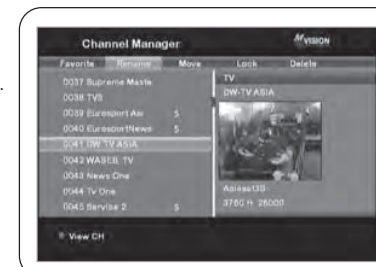 Channel Manager
MVISION
Favorite Rename Move Lock Delete
0037 Supreme Maste
0038 TV5
0039 Eurosport Asi S
0040 EurosportNews S
0041 DW-TV ASIA
0042 WASEB TV
0043 News One
0044 Tv One
0045 Service 2 S
TV
DW-TV ASIA
Asiasat3S
3760 H 26000
View CH